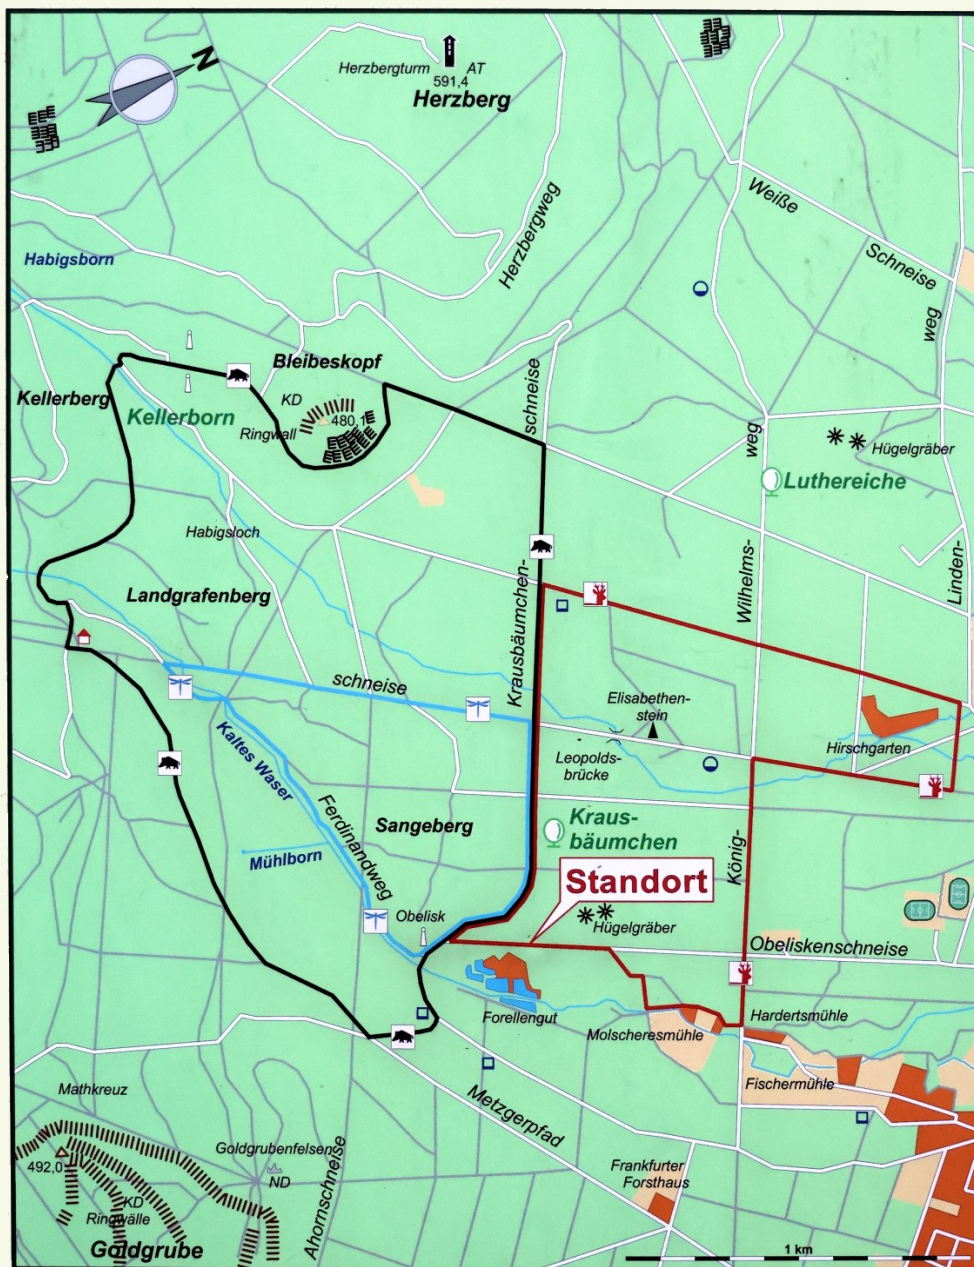 N
Herzbergturm AT
591,4
Herzberg
Weiße
Schneise
Herzbergweg
Habigsborn
weg
Bleibeskopf
Kellerberg
KD
Kellerborn
480,1
Ringwall
schneise
weg
Hügelgräber
Luthereiche
Habigsloch
Landgrafenberg
Krausbäumchen-
Wilhelms-
Linden-
schneise
Elisabethen-
stein
Kaltes Waser
Leopolds-
brücke
Hirschgarten
Ferdinandweg
Sangeberg
Kraus-
bäumchen
Mühlborn
König-
Standort
Obelisk
Hügelgräber
Obeliskenschneise
Forellengut
Hardertsmühle
Molscheresmühle
Fischermühle
Mathkreuz
Metzgerpfad
Goldgrubenfelsen
ND
492,0
Frankfurter
Forsthaus
KD
Ringwälle
Ahornschneise
Goldgrube
1 km